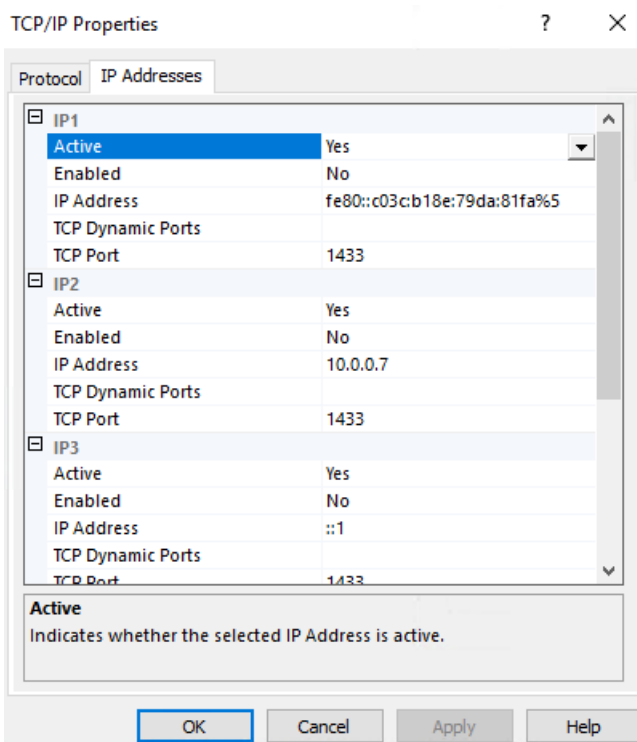 TCP/IP Properties ? ×
Protocol IP Addresses
IP1
Active Yes
Enabled No
IP Address fe80::c03c:b18e:79da:81fa%5
TCP Dynamic Ports
TCP Port 1433
IP2
Active Yes
Enabled No
IP Address 10.0.0.7
TCP Dynamic Ports
TCP Port 1433
IP3
Active Yes
Enabled No
IP Address ::1
TCP Dynamic Ports
TCP Port 1433
Active
Indicates whether the selected IP Address is active.
OK Cancel Apply Help